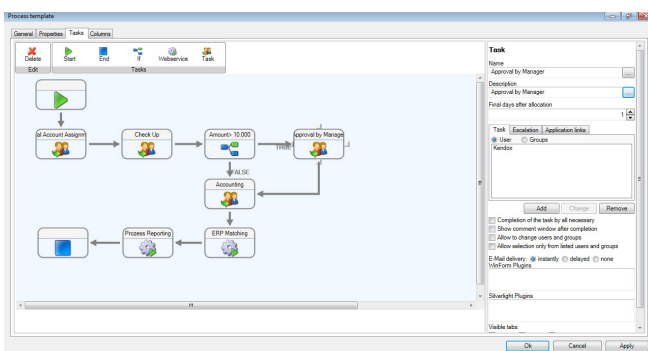 Process template
General Properties Tasks Columns
Delete Start End If Webservice Task
Edit Tasks
al Account Assignm Check Up Amount> 10.000 TRUE Approval by Manage
FALSE
Accounting
Prozess Reporting ERP Matching
Task
Name
Approval by Manager ...
Description
Approval by Manager ...
Final days after allocation
1
Task Escalation Application links
User Groups
Kendox
Add Change Remove
Completion of the task by all necessary
Show comment window after completion
Allow to change users and groups
Allow selection only from listed users and groups
E-Mail delivery: instantly delayed none
WinForm Plugins
Silverlight Plugins
Visible tabs:
Ok Cancel Apply